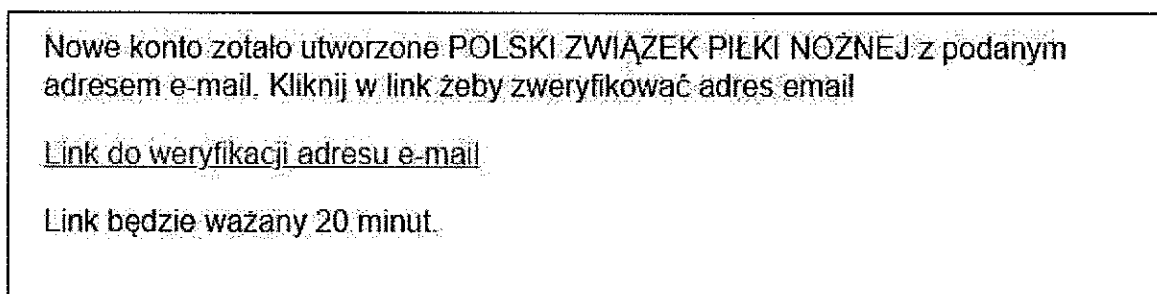 Nowe konto zotało utworzone POLSKI ZWIĄZEK PIŁKI NOŻNEJ z podanym
adresem e-mail. Kliknij w link żeby zweryfikować adres email
Link do weryfikacji adresu e-mail
Link będzie ważany 20 minut.